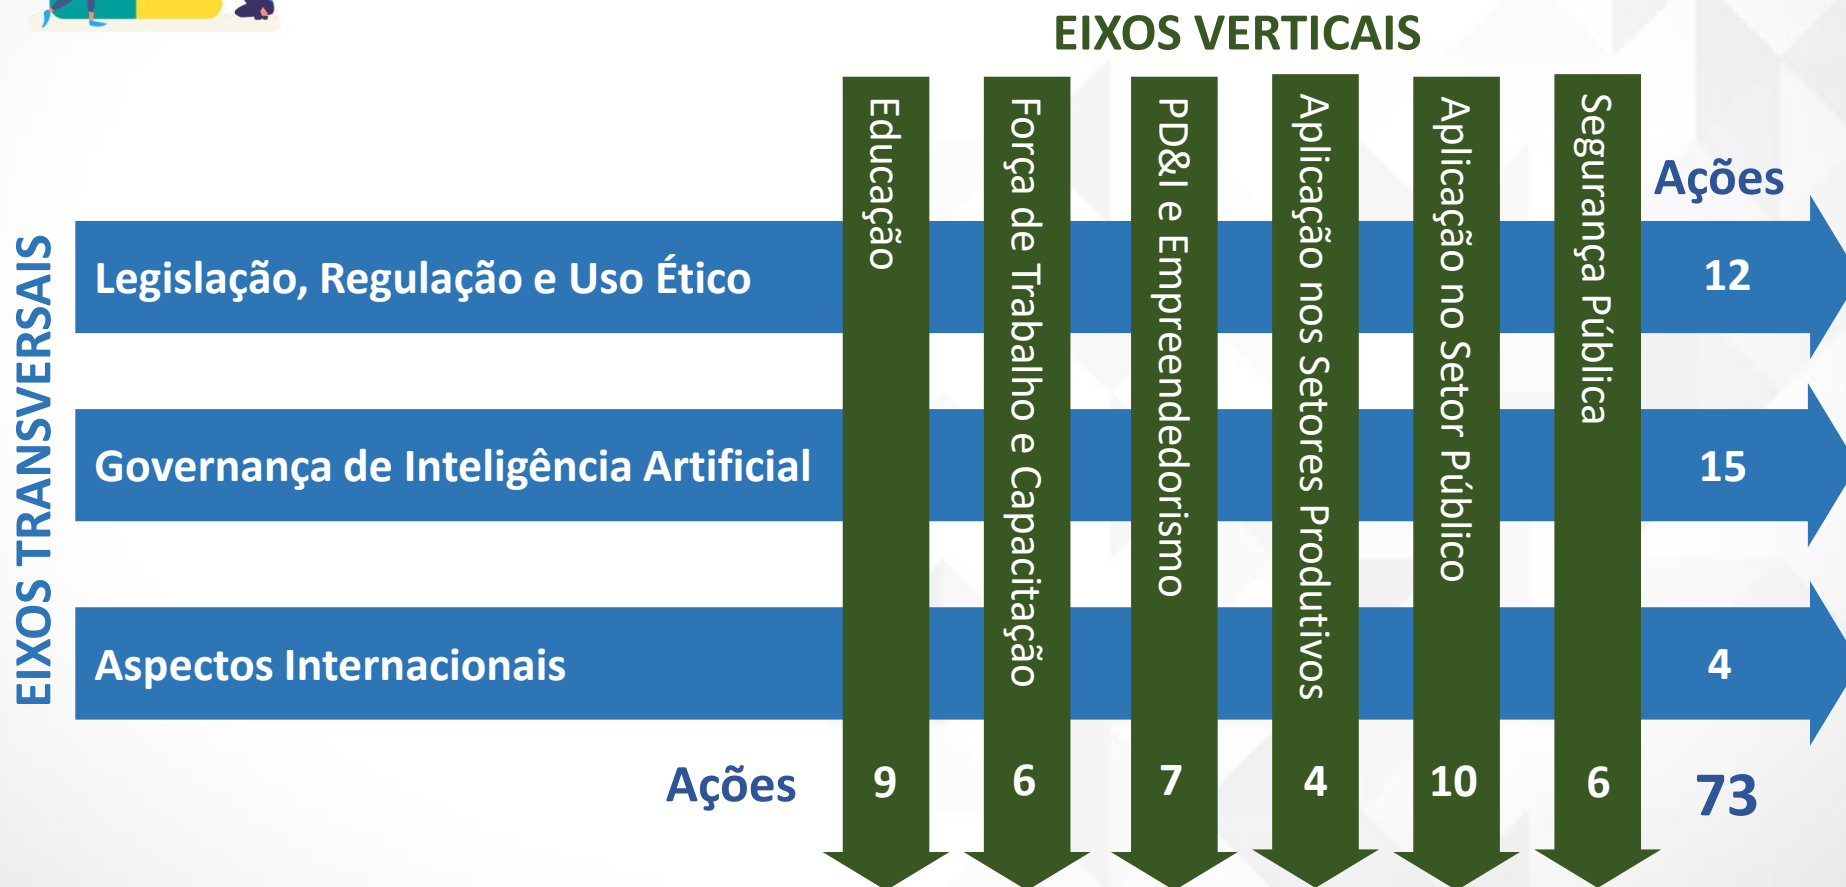 EIXOS VERTICAIS
Educação
Força de Trabalho e Capacitação
PD&I e Empreendedorismo
Aplicação nos Setores Produtivos
Aplicação no Setor Público
Segurança Pública
Ações
EIXOS TRANSVERSAIS
Legislação, Regulação e Uso Ético
12
Governança de Inteligência Artificial
15
Aspectos Internacionais
4
Ações
9
6
7
4
10
6
73